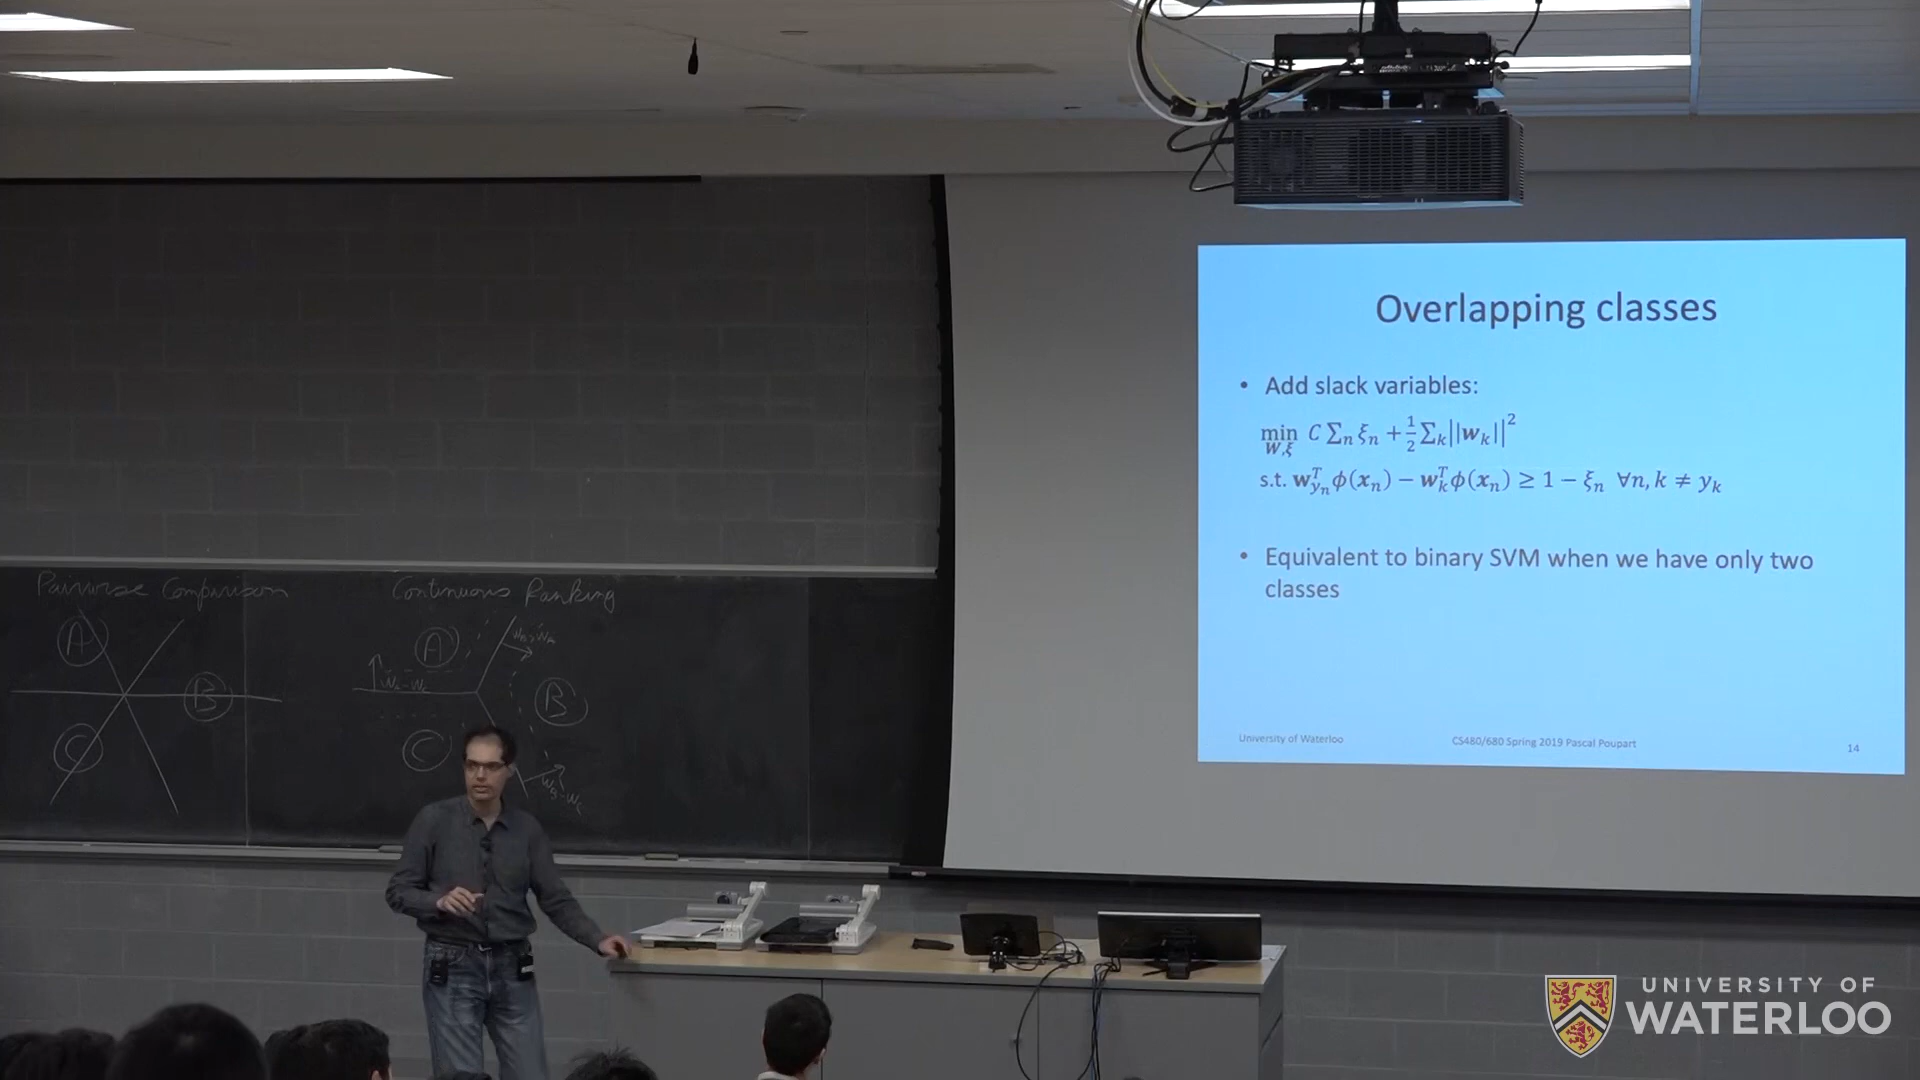 Pairwise Comparison
A
B
C
Continuous Ranking
A
B
C
Overlapping classes
• Add slack variables:
min C ∑ₙ ξₙ + ½ ∑ₖ||𝒘ₖ||²
W,ξ
s.t. 𝐰ᵀ_yₙ ϕ(𝒙ₙ) − 𝒘ᵀₖ ϕ(𝒙ₙ) ≥ 1 − ξₙ ∀n, k ≠ yₖ
• Equivalent to binary SVM when we have only two
classes
University of Waterloo
CS480/680 Spring 2019 Pascal Poupart
14
UNIVERSITY OF
WATERLOO